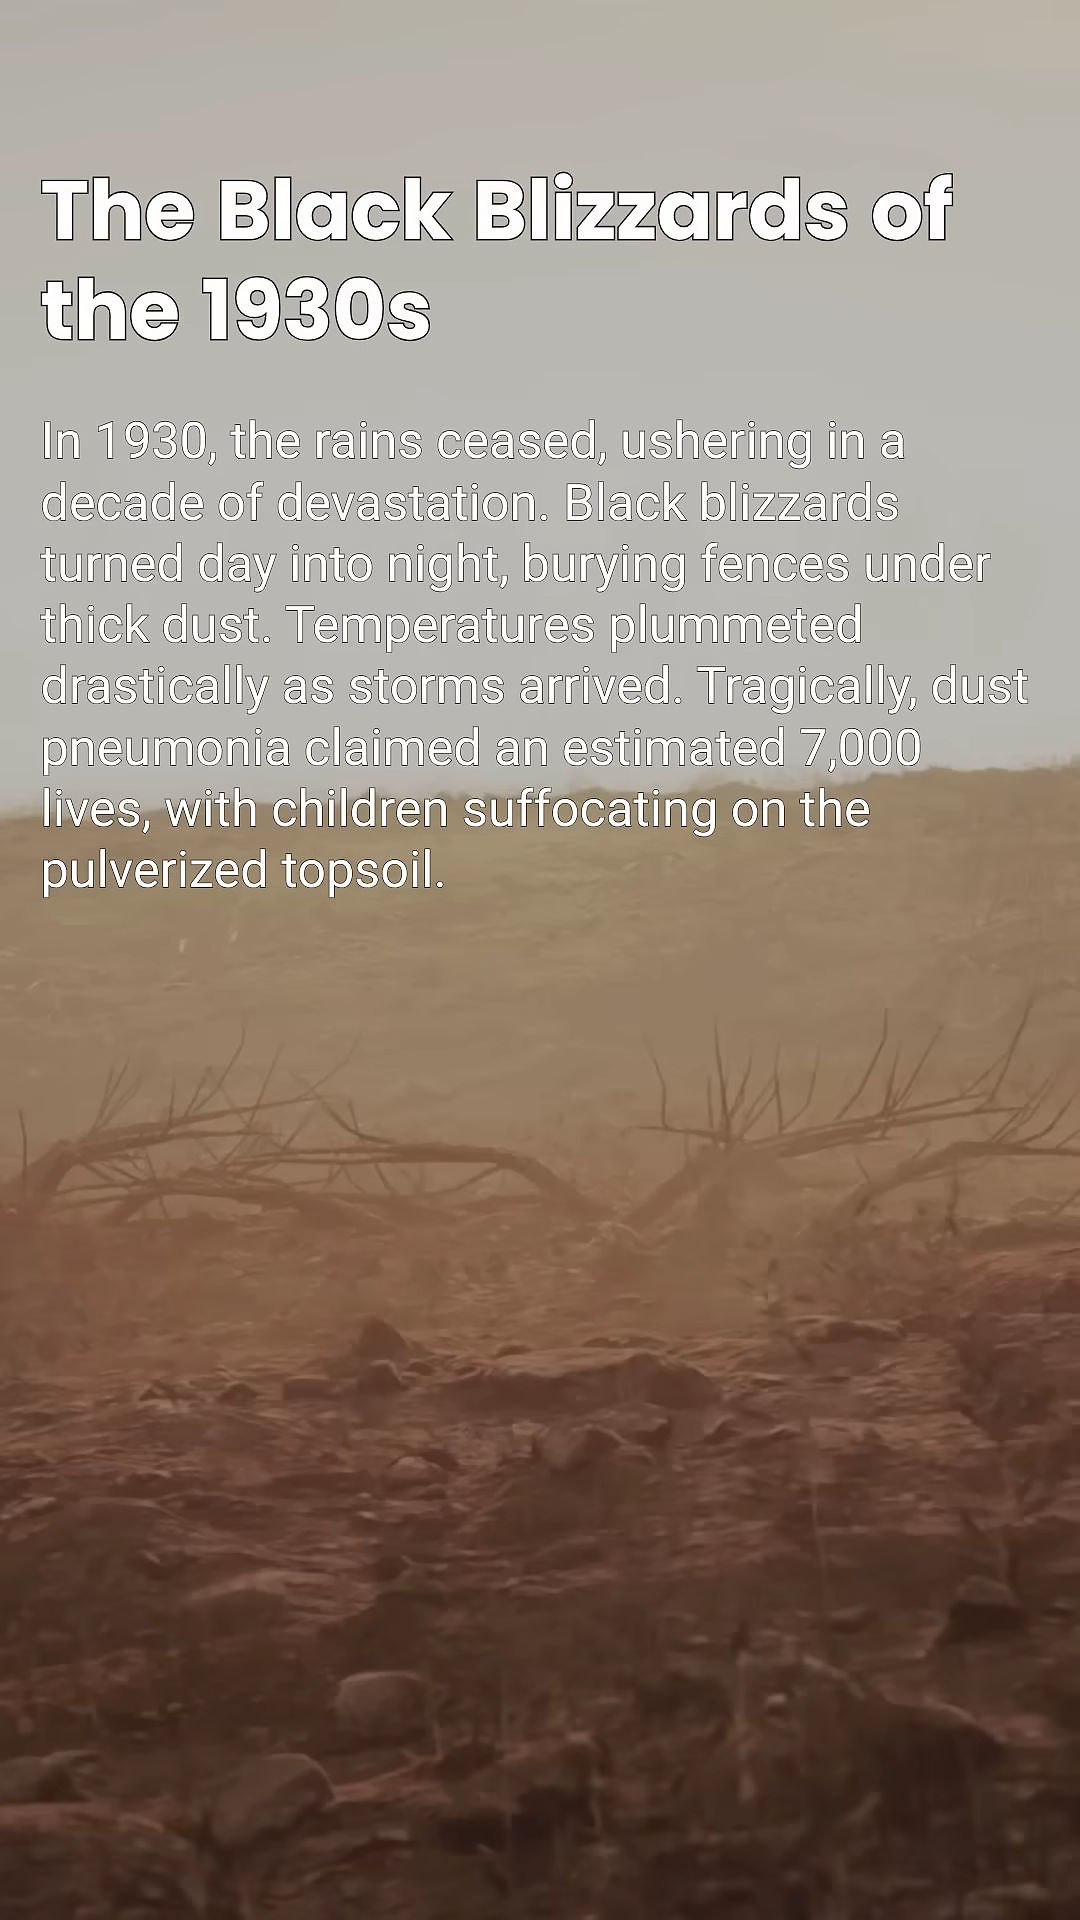 The Black Blizzards of
the 1930s
In 1930, the rains ceased, ushering in a
decade of devastation. Black blizzards
turned day into night, burying fences under
thick dust. Temperatures plummeted
drastically as storms arrived. Tragically, dust
pneumonia claimed an estimated 7,000
lives, with children suffocating on the
pulverized topsoil.